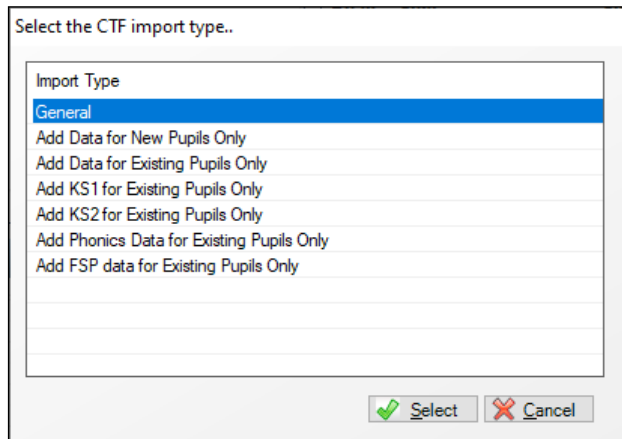 Select the CTF import type..
Import Type
General
Add Data for New Pupils Only
Add Data for Existing Pupils Only
Add KS1 for Existing Pupils Only
Add KS2 for Existing Pupils Only
Add Phonics Data for Existing Pupils Only
Add FSP data for Existing Pupils Only
Select Cancel